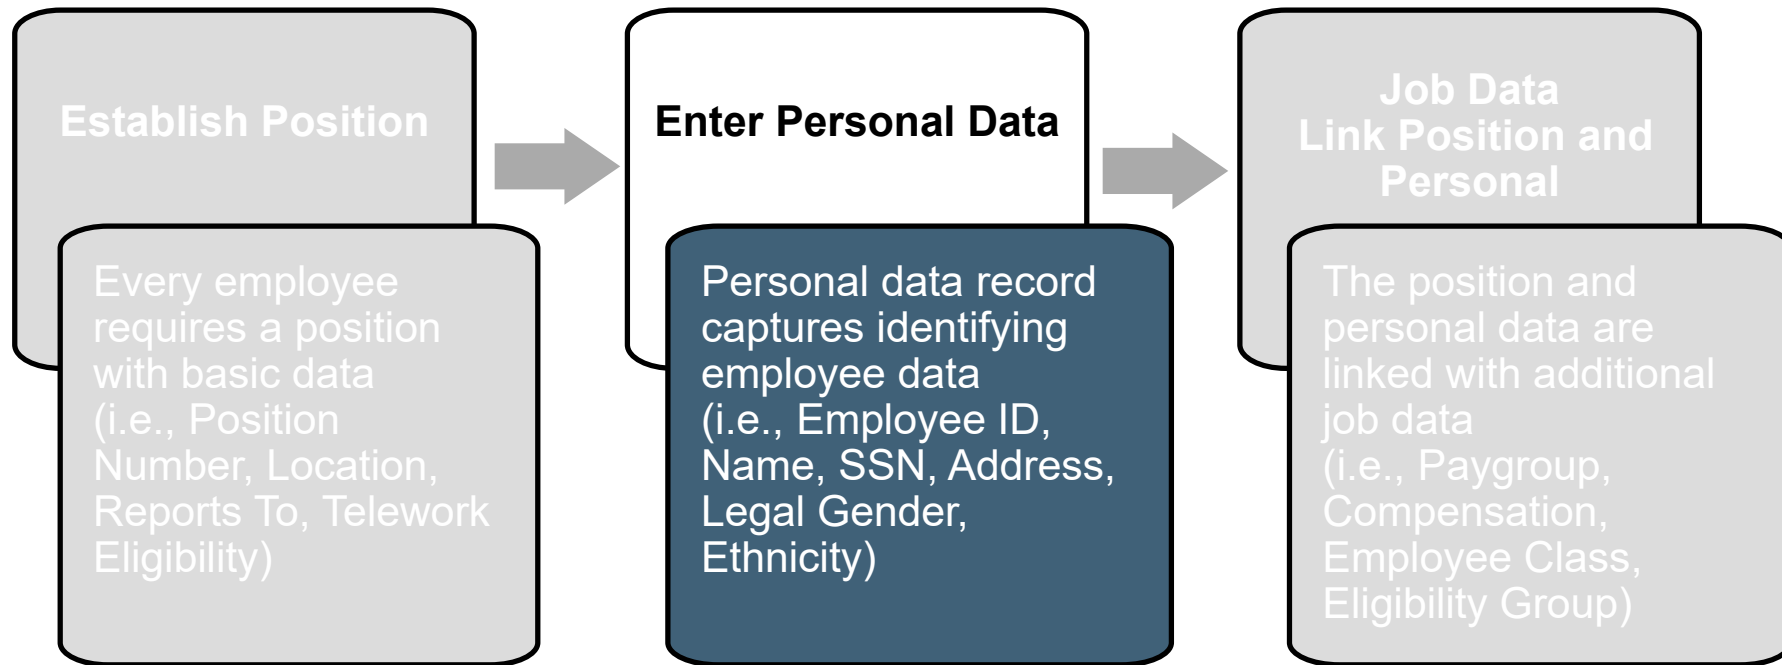 Establish Position
Every employee
requires a position
with basic data
(i.e., Position
Number, Location,
Reports To, Telework
Eligibility)
Enter Personal Data
Personal data record
captures identifying
employee data
(i.e., Employee ID,
Name, SSN, Address,
Legal Gender,
Ethnicity)
Job Data
Link Position and
Personal
The position and
personal data are
linked with additional
job data
(i.e., Paygroup,
Compensation,
Employee Class,
Eligibility Group)